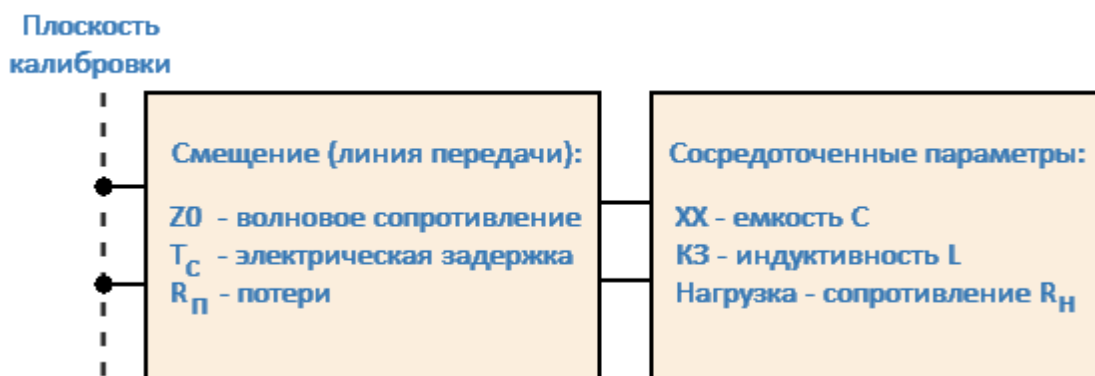 Плоскость
калибровки
Смещение (линия передачи):
Z0 - волновое сопротивление
TС - электрическая задержка
RП - потери
Сосредоточенные параметры:
ХХ - емкость С
КЗ - индуктивность L
Нагрузка - сопротивление RН